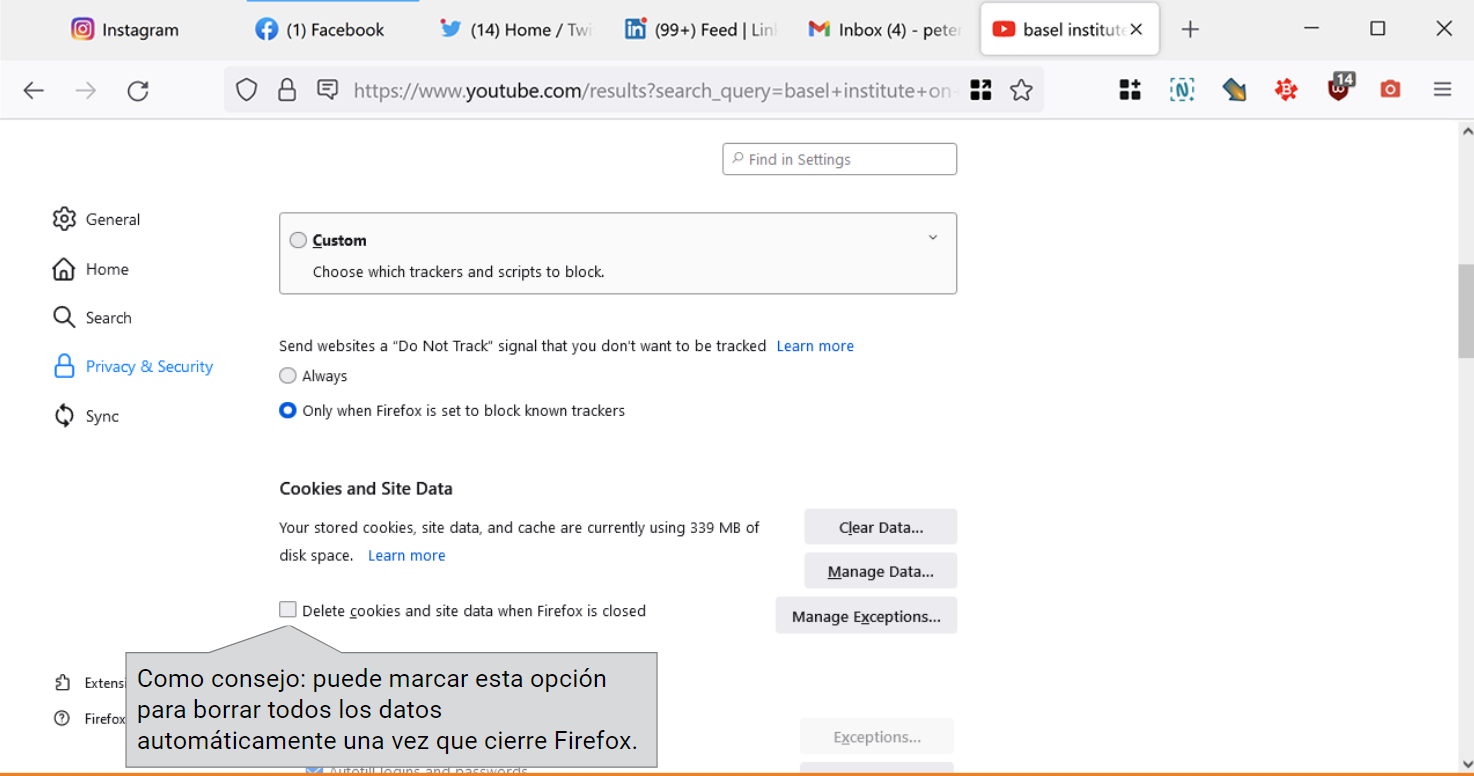 Instagram
(1) Facebook
(14) Home / Twi
(99+) Feed | Lin
Inbox (4) - peter
basel institute
https://www.youtube.com/results?search_query=basel+institute+on
14
Find in Settings
General
Home
Search
Privacy & Security
Sync
Custom
Choose which trackers and scripts to block.
Send websites a “Do Not Track” signal that you don’t want to be tracked Learn more
Always
Only when Firefox is set to block known trackers
Cookies and Site Data
Your stored cookies, site data, and cache are currently using 339 MB of
disk space. Learn more
Clear Data...
Manage Data...
Delete cookies and site data when Firefox is closed
Manage Exceptions...
Extensi
Firefox
Como consejo: puede marcar esta opción
para borrar todos los datos
automáticamente una vez que cierre Firefox.
Exceptions...
Autofill logins and passwords